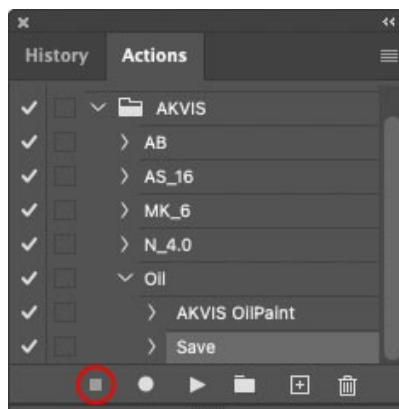 History Actions
AKVIS
AB
AS_16
MK_6
N_4.0
Oil
AKVIS OilPaint
Save